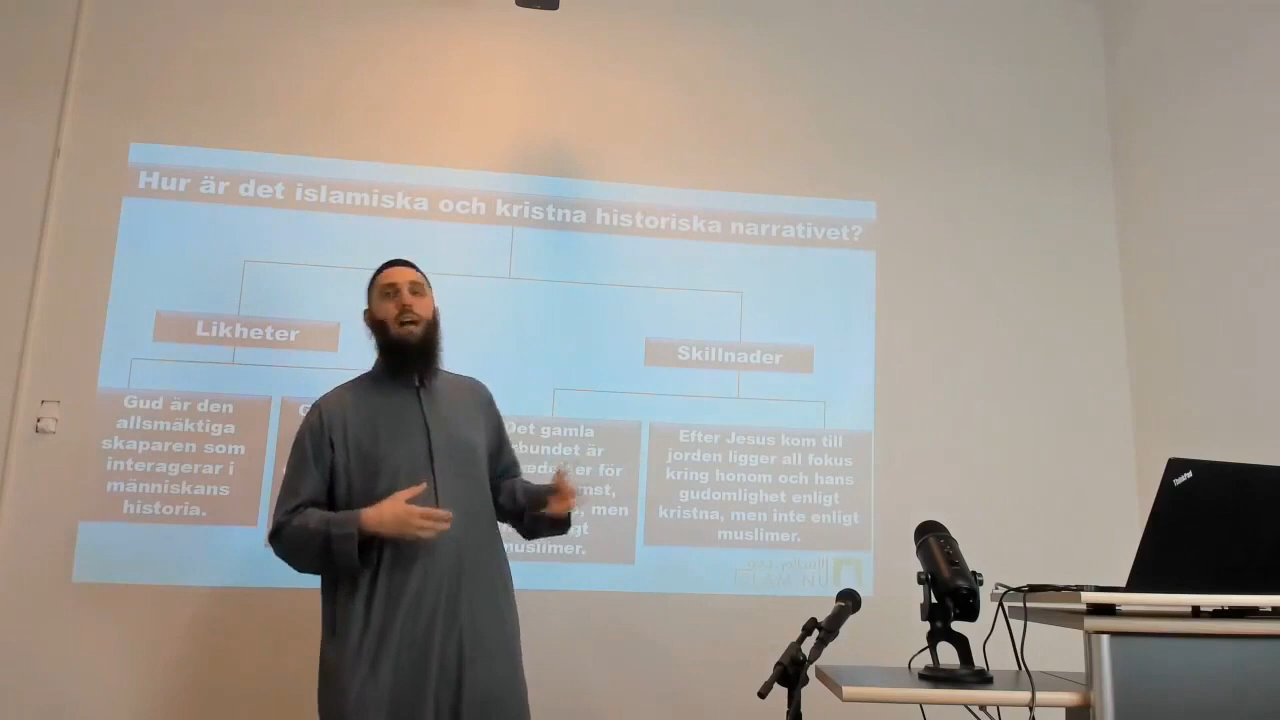 Hur är det islamiska och kristna historiska narrativet?
Likheter
Skillnader
Gud är den
allsmäktiga
skaparen som
interagerar i
människans
historia.
Det gamla
är
för
men
muslimer.
Efter Jesus kom till
jorden ligger all fokus
kring honom och hans
gudomlighet enligt
kristna, men inte enligt
muslimer.
ThinkPad